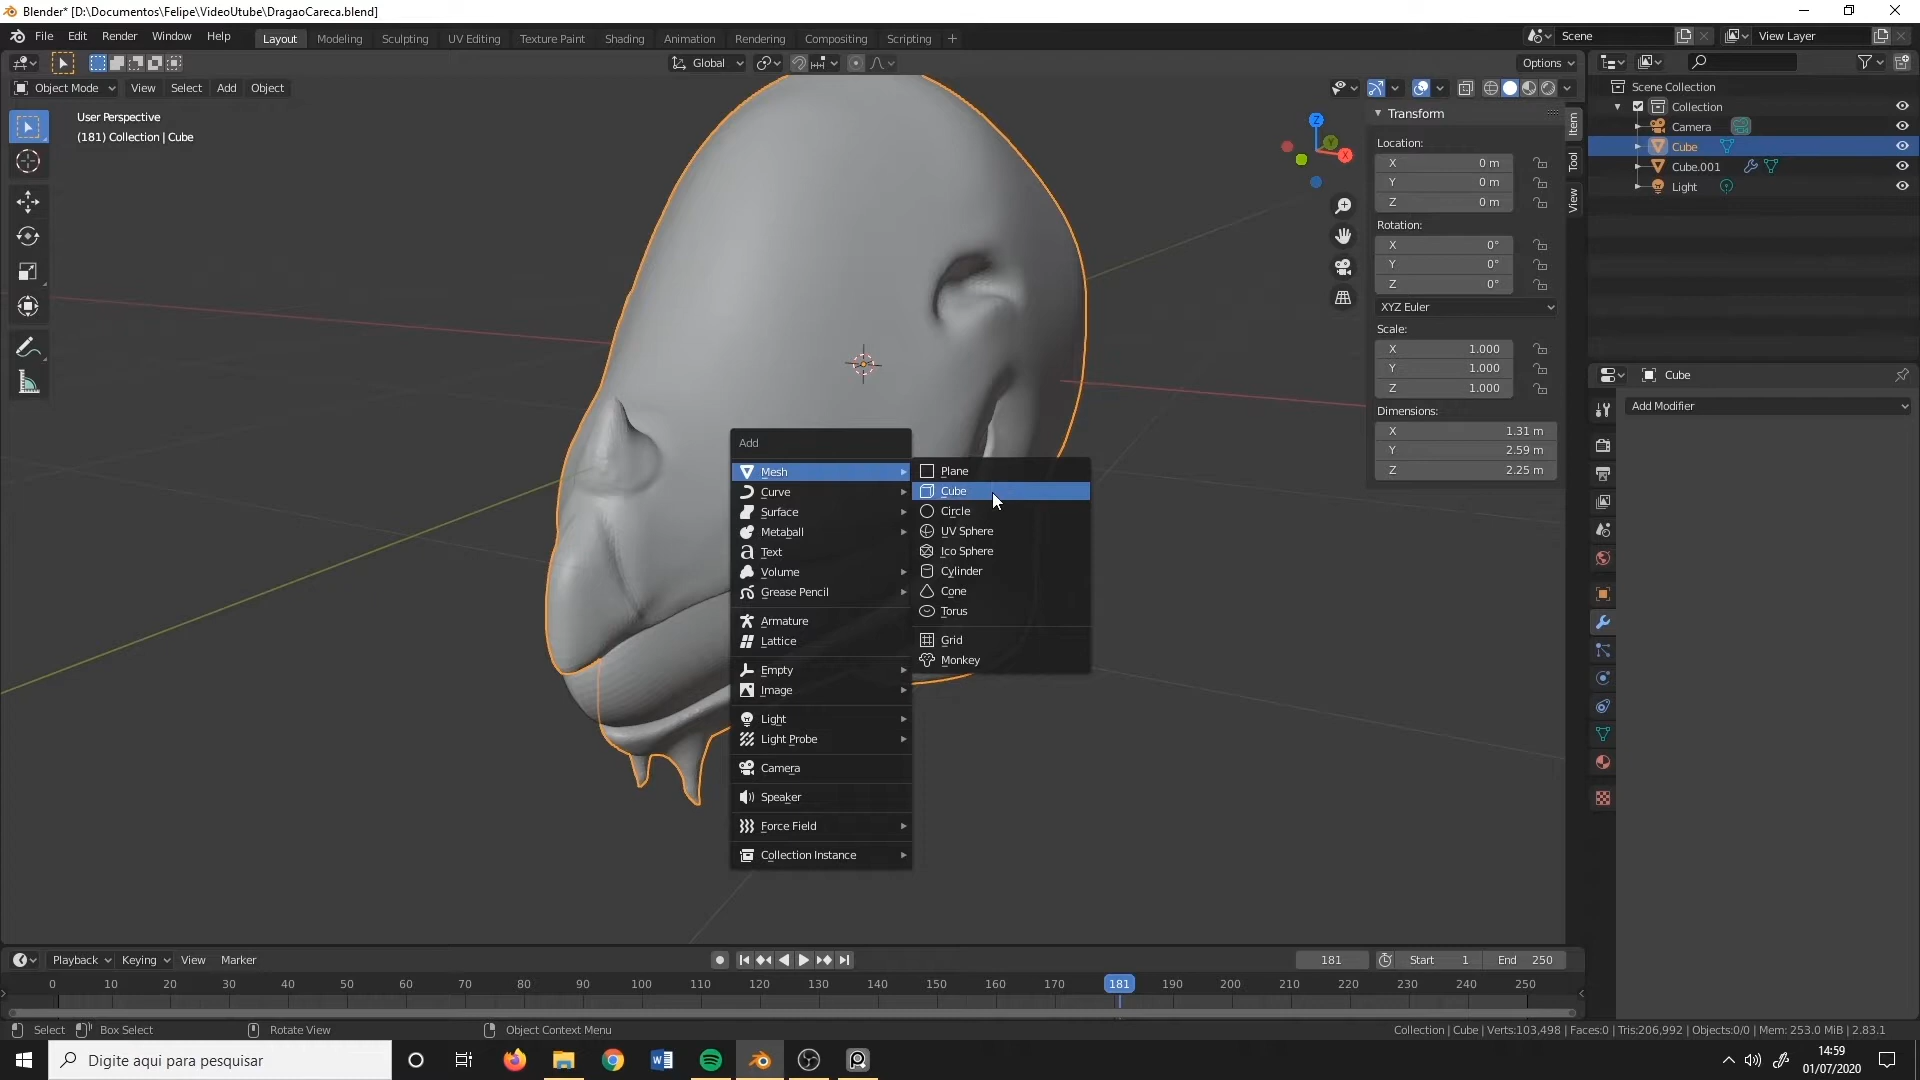 Blender* [D:\Documentos\Felipe\VideoUtube\DragaoCareca.blend]
File Edit Render Window Help Layout Modeling Sculpting UV Editing Texture Paint Shading Animation Rendering Compositing Scripting + Scene View Layer
Global Options
Object Mode View Select Add Object
User Perspective
(181) Collection | Cube
Z
X
Transform
Location:
X 0 m
Y 0 m
Z 0 m
Rotation:
X 0°
Y 0°
Z 0°
XYZ Euler
Scale:
X 1.000
Y 1.000
Z 1.000
Dimensions:
X 1.31 m
Y 2.59 m
Z 2.25 m
Item
Tool
View
Scene Collection
Collection
Camera
Cube
Cube.001
Light
Cube
Add Modifier
Add
Mesh
Curve
Surface
Metaball
Text
Volume
Grease Pencil
Armature
Lattice
Empty
Image
Light
Light Probe
Camera
Speaker
Force Field
Collection Instance
Plane
Cube
Circle
UV Sphere
Ico Sphere
Cylinder
Cone
Torus
Grid
Monkey
Playback Keying View Marker 181 Start 1 End 250
0 10 20 30 40 50 60 70 80 90 100 110 120 130 140 150 160 170 181 190 200 210 220 230 240 250
Select Box Select Rotate View Object Context Menu Collection | Cube | Verts:103,498 | Faces:0 | Tris:206,992 | Objects:0/0 | Mem: 253.0 MiB | 2.83.1
Digite aqui para pesquisar
14:59
01/07/2020